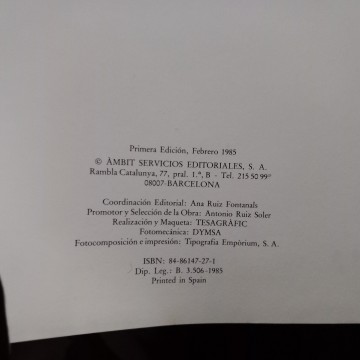 Primera Edición, Febrero 1985
© ÀMBIT SERVICIOS EDITORIALES, S. A.
Rambla Catalunya, 77, pral. 1.ª, B - Tel. 215 50 99
08007-BARCELONA
Coordinación Editorial: Ana Ruiz Fontanals
Promotor y Selección de la Obra: Antonio Ruiz Soler
Realización y Maqueta: TESAGRÀFIC
Fotomecánica: DYMSA
Fotocomposición e impresión: Tipografia Empòrium, S. A.
ISBN: 84-86147-27-1
Dip. Leg.: B. 3.506-1985
Printed in Spain